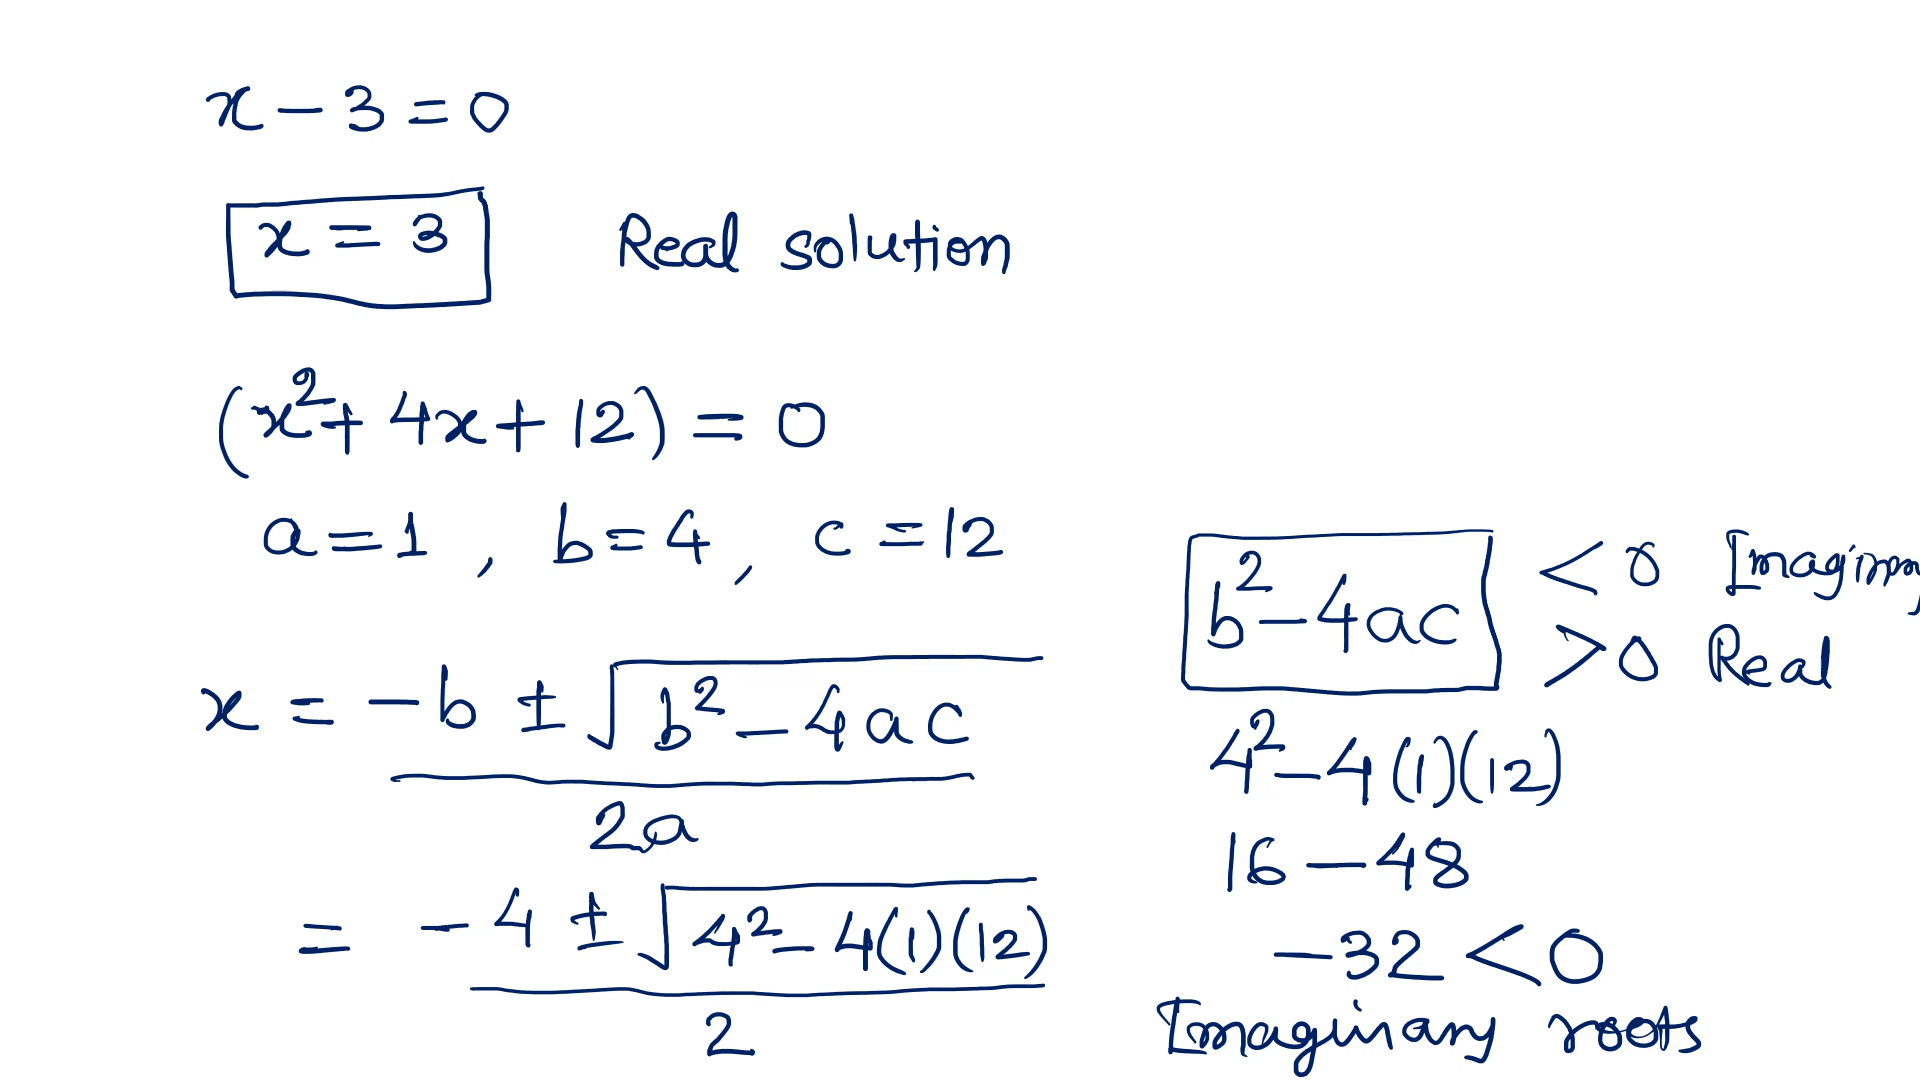 x - 3 = 0
x = 3 Real solution
(x² + 4x + 12) = 0
a = 1 , b = 4 , c = 12
x = -b ± √(b² - 4ac)
2a
= -4 ± √(4² - 4(1)(12))
2
b² - 4ac < 0
> 0 Real
4² - 4(1)(12)
16 - 48
-32 < 0
Imaginary roots